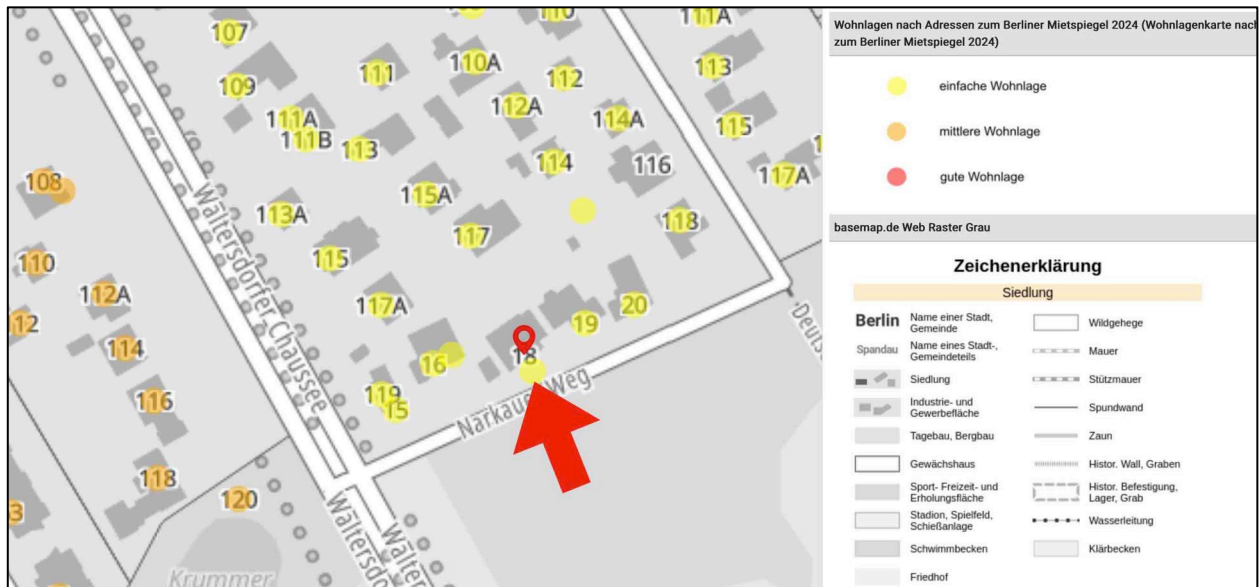 107
109
111A
111B
111
113
110A
110
112
112A
114A
114
116
111A
113
115
117A
118
115A
113A
117
115
117A
108
110
112A
12
114
116
118
120
3
16
119
15
18
19
20
Waltersdorfer Chaussee
Narkauer Weg
Krummer
Wohnlagen nach Adressen zum Berliner Mietspiegel 2024 (Wohnlagenkarte nach
zum Berliner Mietspiegel 2024)
einfache Wohnlage
mittlere Wohnlage
gute Wohnlage
basemap.de Web Raster Grau
Zeichenerklärung
Siedlung
Berlin Name einer Stadt,
Gemeinde
Spandau Name eines Stadt-,
Gemeindeteils
Siedlung
Industrie- und
Gewerbefläche
Tagebau, Bergbau
Gewächshaus
Sport- Freizeit- und
Erholungsfläche
Stadion, Spielfeld,
Schießanlage
Schwimmbecken
Friedhof
Wildgehege
Mauer
Stützmauer
Spundwand
Zaun
Histor. Wall, Graben
Histor. Befestigung,
Lager, Grab
Wasserleitung
Klärbecken